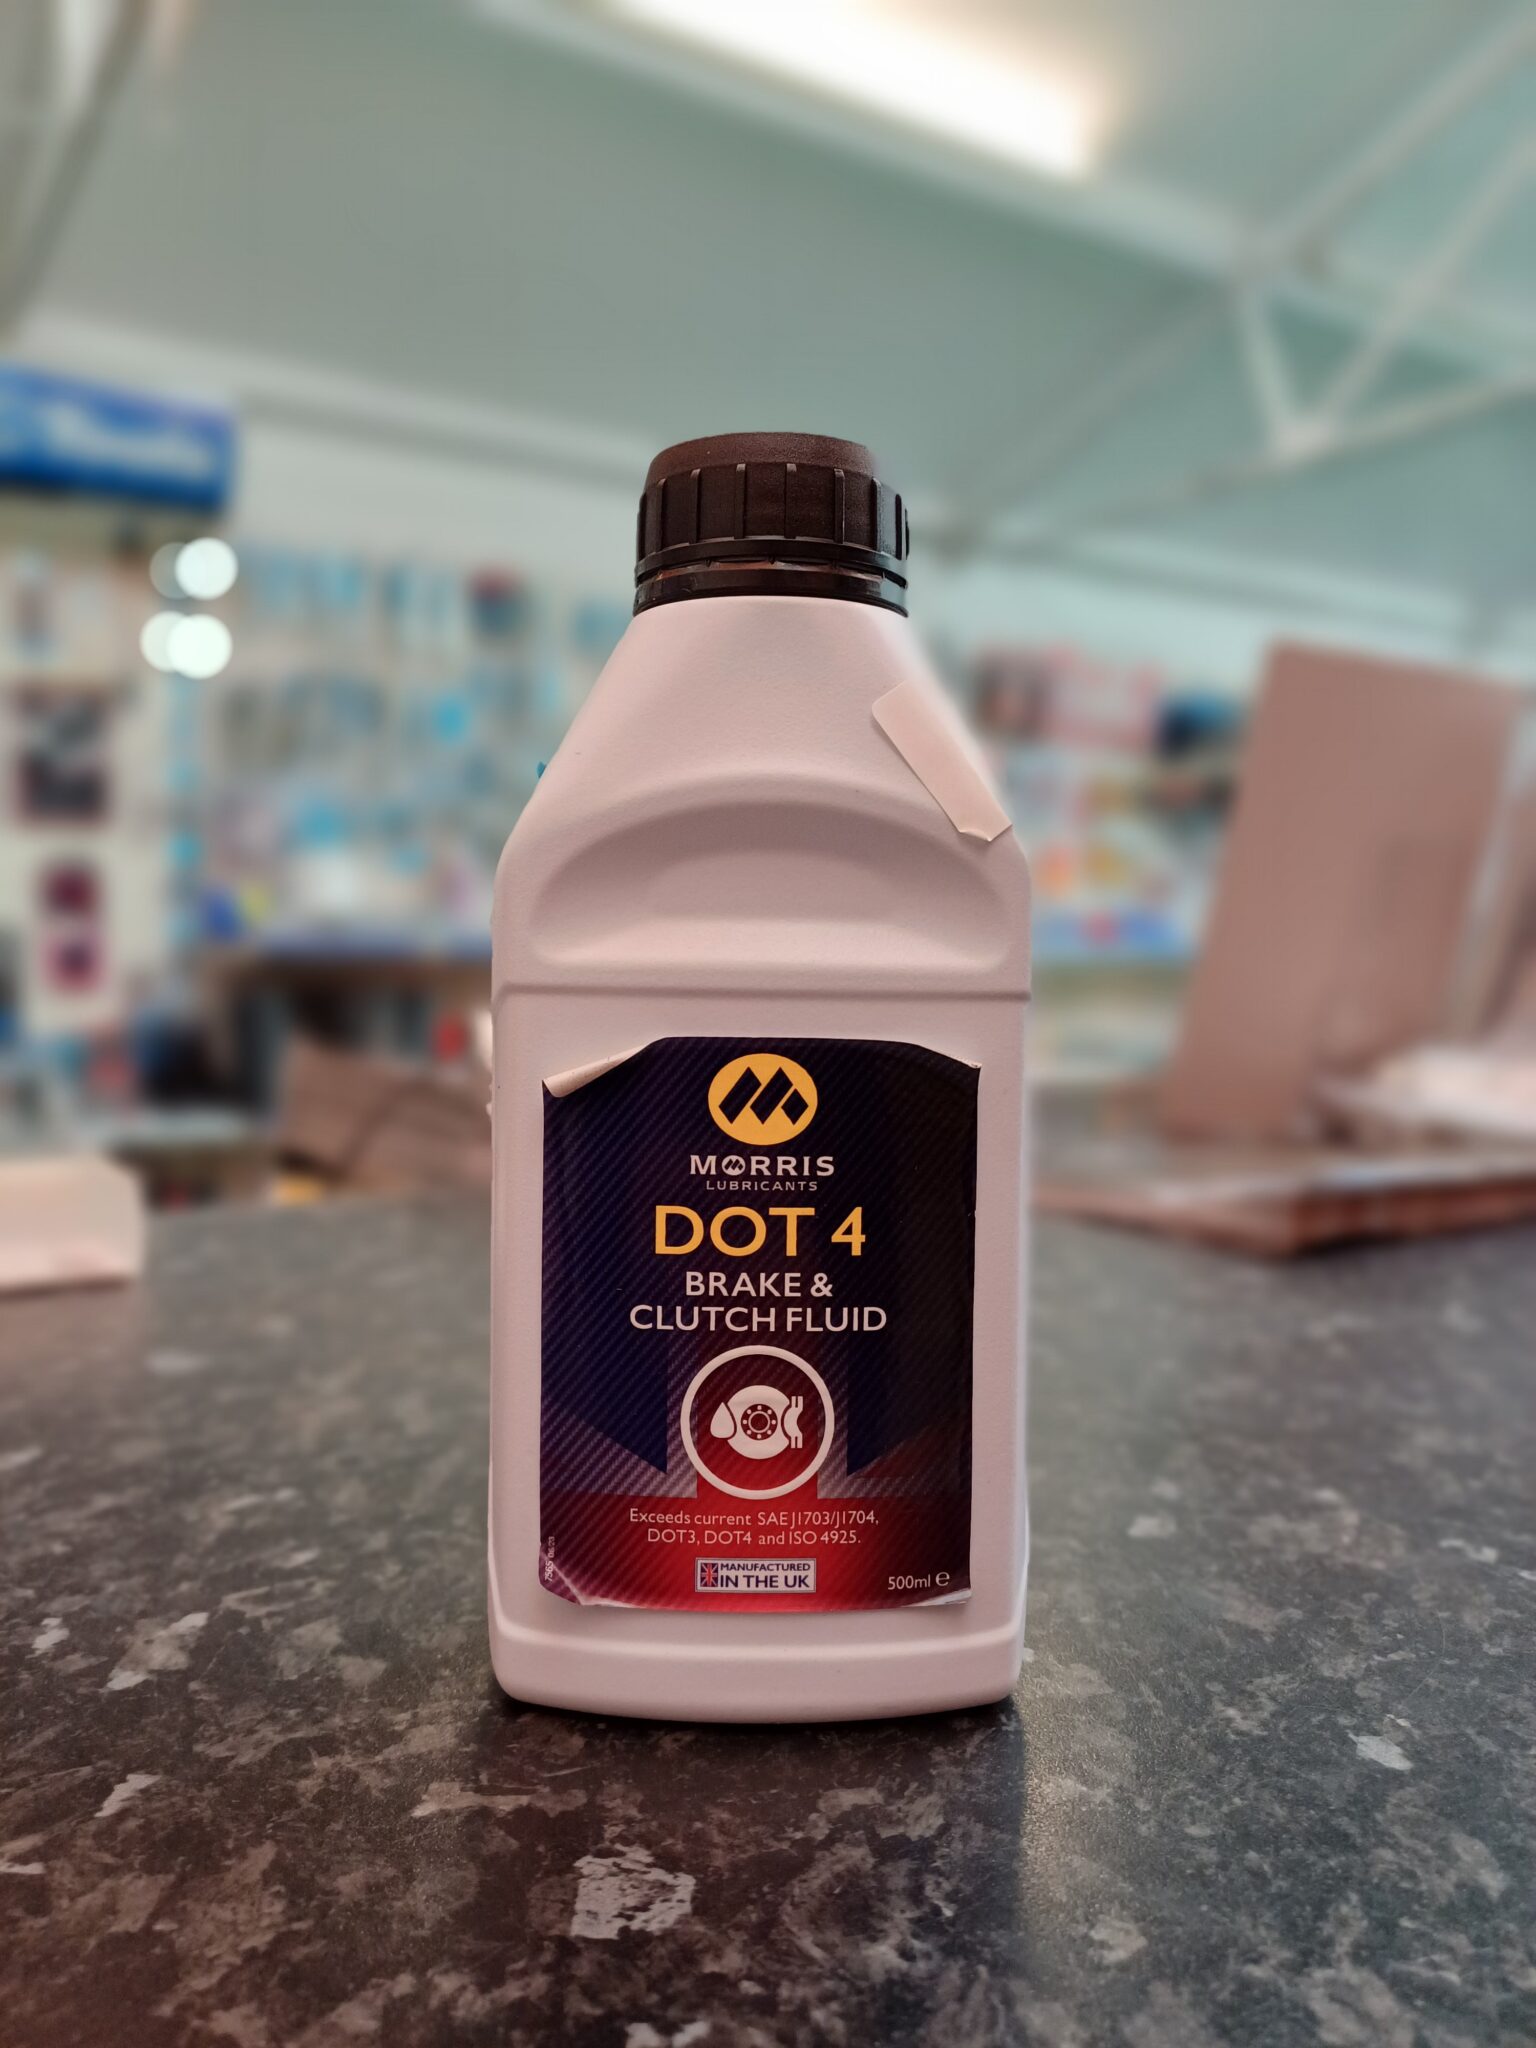 MORRIS
LUBRICANTS
DOT 4
BRAKE &
CLUTCH FLUID
Exceeds current SAE J1703/J1704,
DOT3, DOT4 and ISO 4925.
MANUFACTURED
IN THE UK
500ml ℮